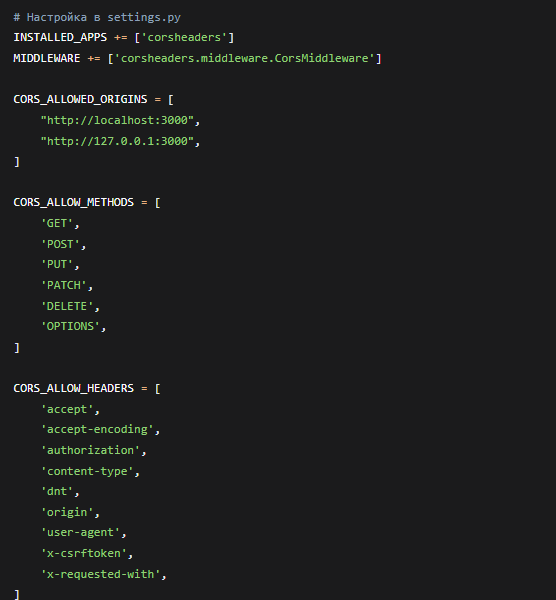 # Настройка в settings.py
INSTALLED_APPS += ['corsheaders']
MIDDLEWARE += ['corsheaders.middleware.CorsMiddleware']
CORS_ALLOWED_ORIGINS = [
    "http://localhost:3000",
    "http://127.0.0.1:3000",
]
CORS_ALLOW_METHODS = [
    'GET',
    'POST',
    'PUT',
    'PATCH',
    'DELETE',
    'OPTIONS',
]
CORS_ALLOW_HEADERS = [
    'accept',
    'accept-encoding',
    'authorization',
    'content-type',
    'dnt',
    'origin',
    'user-agent',
    'x-csrftoken',
    'x-requested-with',
]